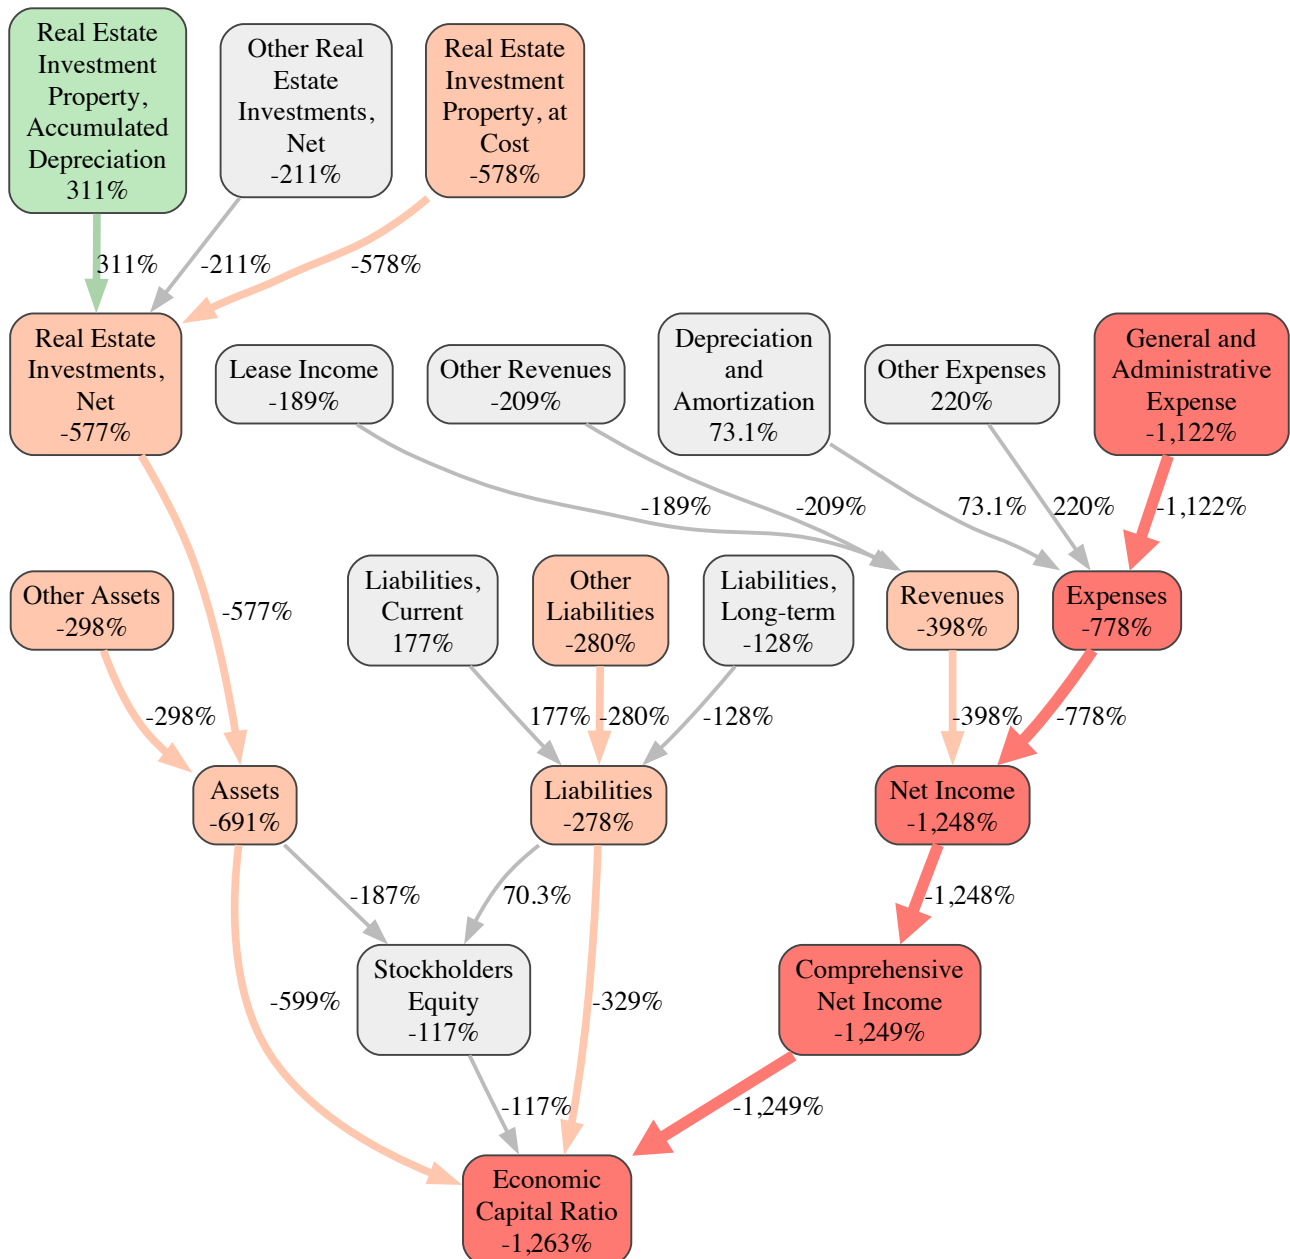 Real Estate
Investment
Property,
Accumulated
Depreciation
311%
Other Real
Estate
Investments,
Net
-211%
Real Estate
Investment
Property, at
Cost
-578%
311%
-211%
-578%
Real Estate
Investments,
Net
-577%
Lease Income
-189%
Other Revenues
-209%
Depreciation
and
Amortization
73.1%
Other Expenses
220%
General and
Administrative
Expense
-1,122%
-189%
-209%
73.1%
220%
-1,122%
Other Assets
-298%
-577%
Liabilities,
Current
177%
Other
Liabilities
-280%
Liabilities,
Long-term
-128%
Revenues
-398%
Expenses
-778%
-298%
177%
-280%
-128%
-398%
-778%
Assets
-691%
Liabilities
-278%
Net Income
-1,248%
-187%
70.3%
-1,248%
Stockholders
Equity
-117%
Comprehensive
Net Income
-1,249%
-599%
-329%
-117%
-1,249%
Economic
Capital Ratio
-1,263%